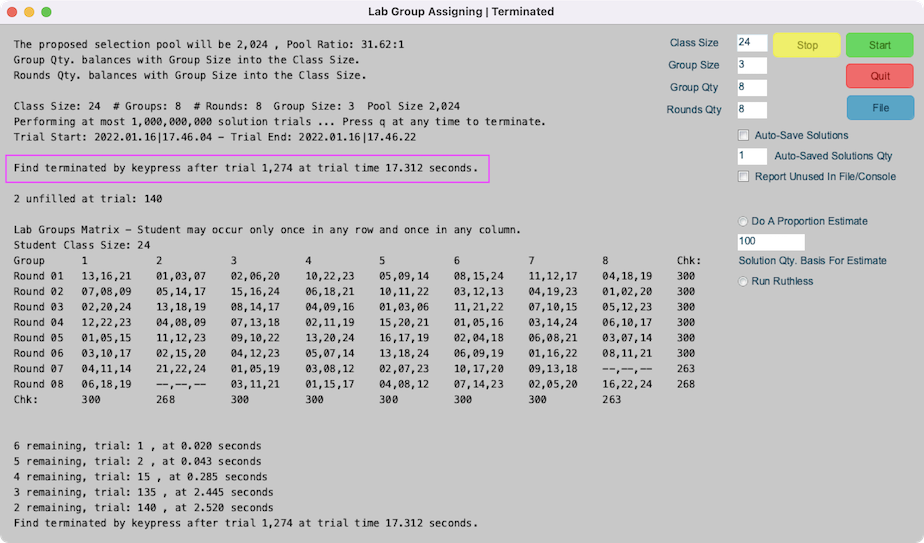 Lab Group Assigning | Terminated
The proposed selection pool will be 2,024 , Pool Ratio: 31.62:1
Group Qty. balances with Group Size into the Class Size.
Rounds Qty. balances with Group Size into the Class Size.
Class Size: 24 # Groups: 8 # Rounds: 8 Group Size: 3 Pool Size 2,024
Performing at most 1,000,000,000 solution trials ... Press q at any time to terminate.
Trial Start: 2022.01.16|17.46.04 – Trial End: 2022.01.16|17.46.22
Find terminated by keypress after trial 1,274 at trial time 17.312 seconds.
2 unfilled at trial: 140
Lab Groups Matrix – Student may occur only once in any row and once in any column.
Student Class Size: 24
Group 1 2 3 4 5 6 7 8 Chk:
Round 01 13,16,21 01,03,07 02,06,20 10,22,23 05,09,14 08,15,24 11,12,17 04,18,19 300
Round 02 07,08,09 05,14,17 15,16,24 06,18,21 10,11,22 03,12,13 04,19,23 01,02,20 300
Round 03 02,20,24 13,18,19 08,14,17 04,09,16 01,03,06 11,21,22 07,10,15 05,12,23 300
Round 04 12,22,23 04,08,09 07,13,18 02,11,19 15,20,21 01,05,16 03,14,24 06,10,17 300
Round 05 01,05,15 11,12,23 09,10,22 13,20,24 16,17,19 02,04,18 06,08,21 03,07,14 300
Round 06 03,10,17 02,15,20 04,12,23 05,07,14 13,18,24 06,09,19 01,16,22 08,11,21 300
Round 07 04,11,14 21,22,24 01,05,19 03,08,12 02,07,23 10,17,20 09,13,18 --,--,-- 263
Round 08 06,18,19 --,--,-- 03,11,21 01,15,17 04,08,12 07,14,23 02,05,20 16,22,24 268
Chk: 300 268 300 300 300 300 300 263
6 remaining, trial: 1 , at 0.020 seconds
5 remaining, trial: 2 , at 0.043 seconds
4 remaining, trial: 15 , at 0.285 seconds
3 remaining, trial: 135 , at 2.445 seconds
2 remaining, trial: 140 , at 2.520 seconds
Find terminated by keypress after trial 1,274 at trial time 17.312 seconds.
Class Size 24
Group Size 3
Group Qty 8
Rounds Qty 8
Stop
Start
Quit
File
Auto-Save Solutions
1 Auto-Saved Solutions Qty
Report Unused In File/Console
Do A Proportion Estimate
100
Solution Qty. Basis For Estimate
Run Ruthless